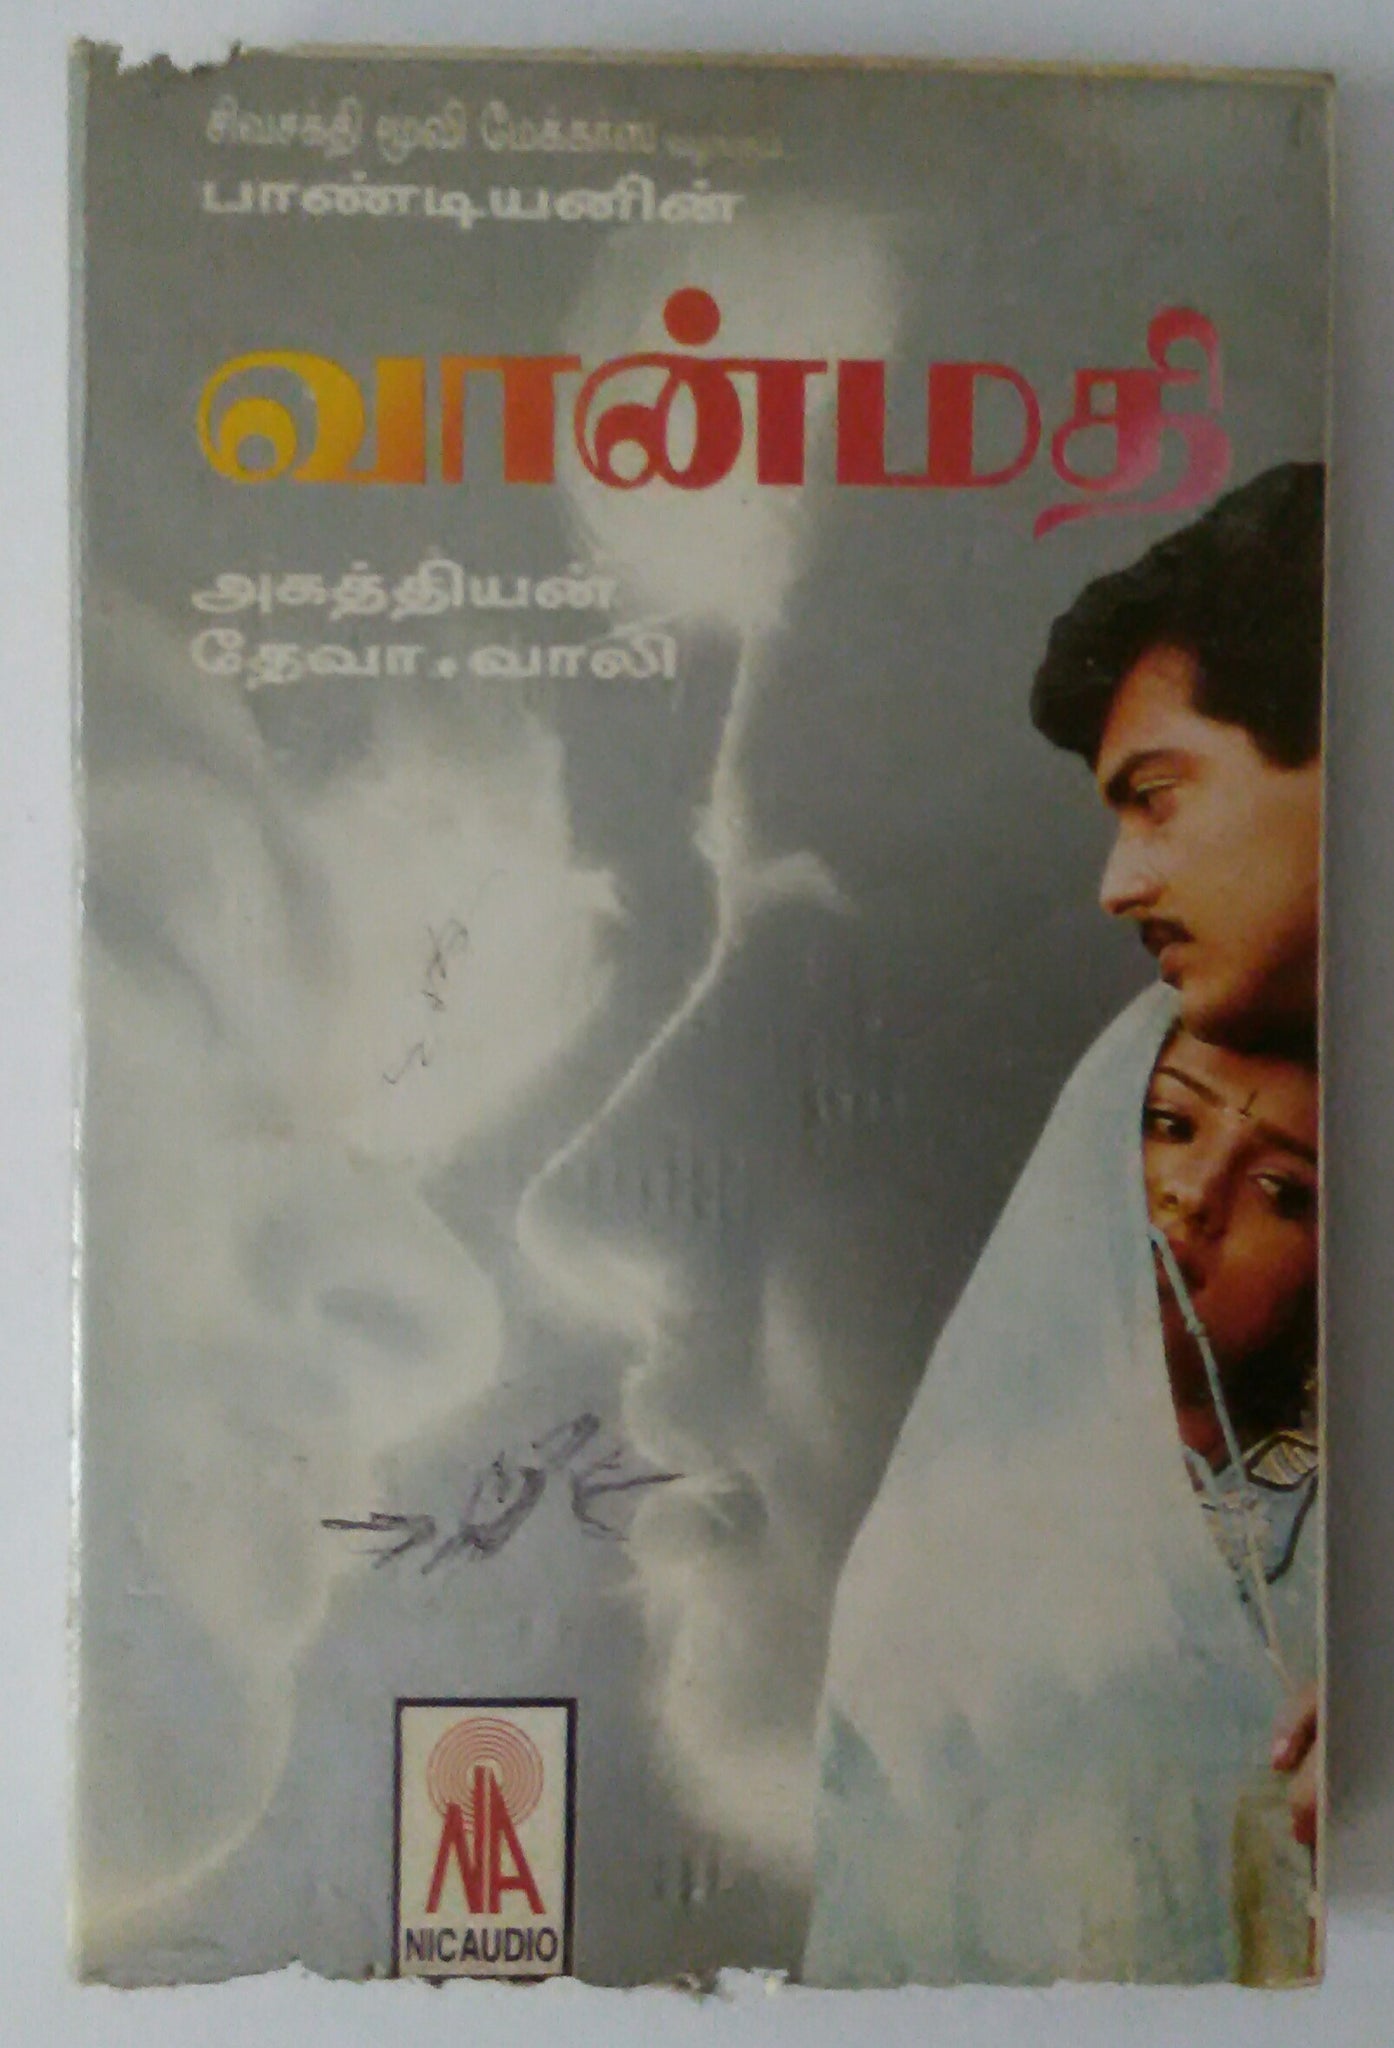 சிவசக்தி மூவி மேக்கர்ஸ்
பாண்டியனின்
வான்மதி
அகத்தியன்
தேவா . வாலி
NA
NICAUDIO